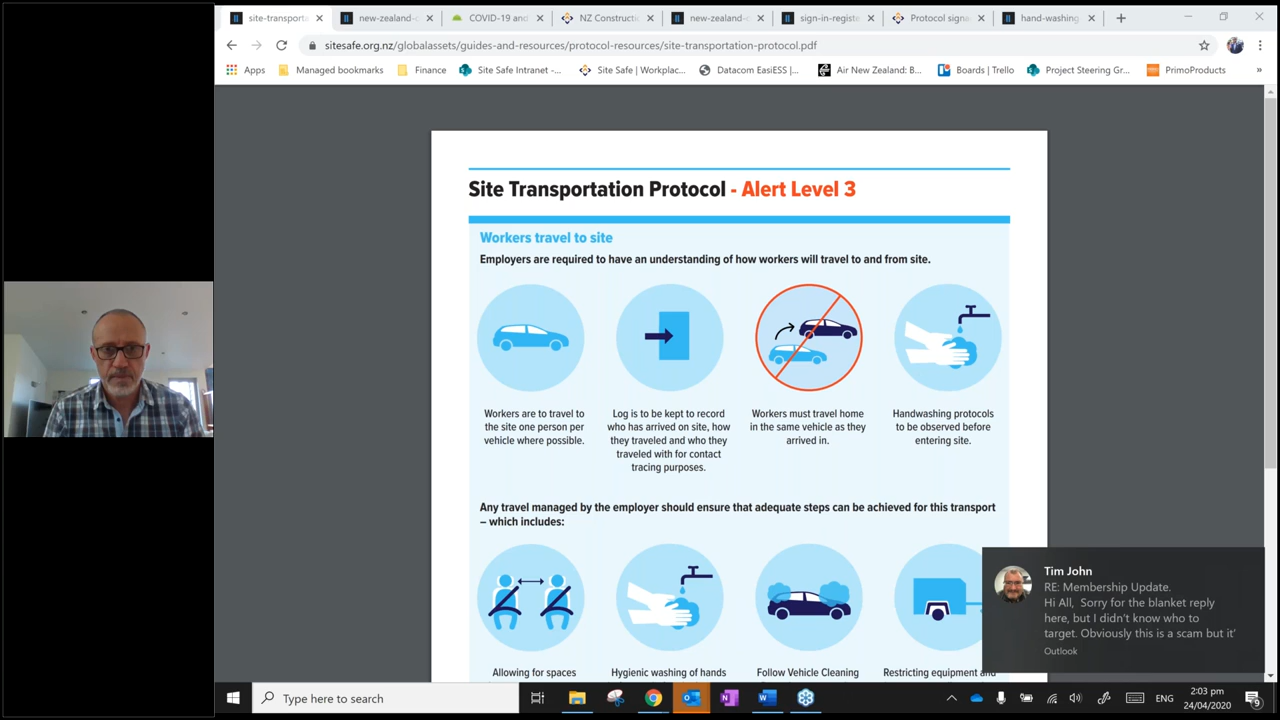 site-transporta
new-zealand-c
COVID-19 and
NZ Constructio
new-zealand-c
sign-in-registe
Protocol signa
hand-washing
sitesafe.org.nz/globalassets/guides-and-resources/protocol-resources/site-transportation-protocol.pdf
Apps
Managed bookmarks
Finance
Site Safe Intranet -...
Site Safe | Workplac...
Datacom EasiESS |...
Air New Zealand: B...
Boards | Trello
Project Steering Gr...
PrimoProducts
»
Site Transportation Protocol - Alert Level 3
Workers travel to site
Employers are required to have an understanding of how workers will travel to and from site.
Workers are to travel to
the site one person per
vehicle where possible.
Log is to be kept to record
who has arrived on site, how
they traveled and who they
traveled with for contact
tracing purposes.
Workers must travel home
in the same vehicle as they
arrived in.
Handwashing protocols
to be observed before
entering site.
Any travel managed by the employer should ensure that adequate steps can be achieved for this transport
– which includes:
Allowing for spaces
Hygienic washing of hands
Follow Vehicle Cleaning
Restricting equipment and
Tim John
RE: Membership Update.
Hi All, Sorry for the blanket reply
here, but I didn't know who to
target. Obviously this is a scam but it'
Outlook
Type here to search
ENG
2:03 pm
24/04/2020
9